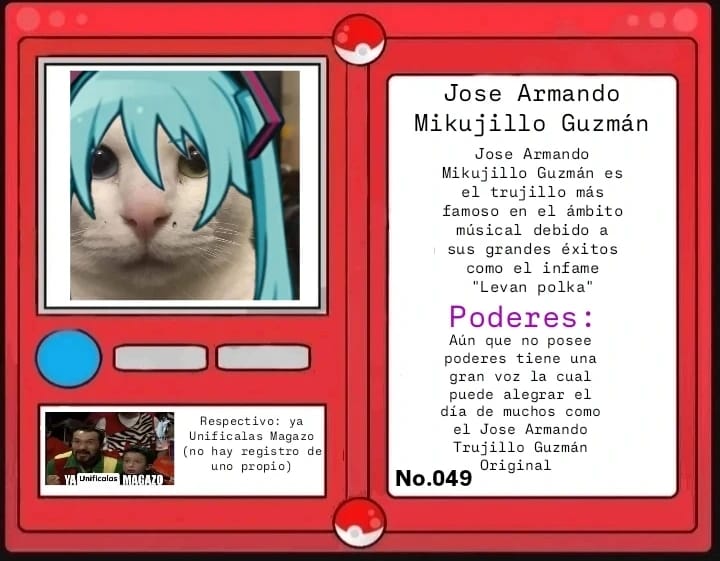 Jose Armando
Mikujillo Guzmán
Jose Armando
Mikujillo Guzmán es
el trujillo más
famoso en el ámbito
músical debido a
sus grandes éxitos
como el infame
"Levan polka"
Poderes:
Aún que no posee
poderes tiene una
gran voz la cual
puede alegrar el
día de muchos como
el Jose Armando
Trujillo Guzmán
Original
No.049
Respectivo: ya
Unificalas Magazo
(no hay registro de
uno propio)
YA Unificalas MAGAZO